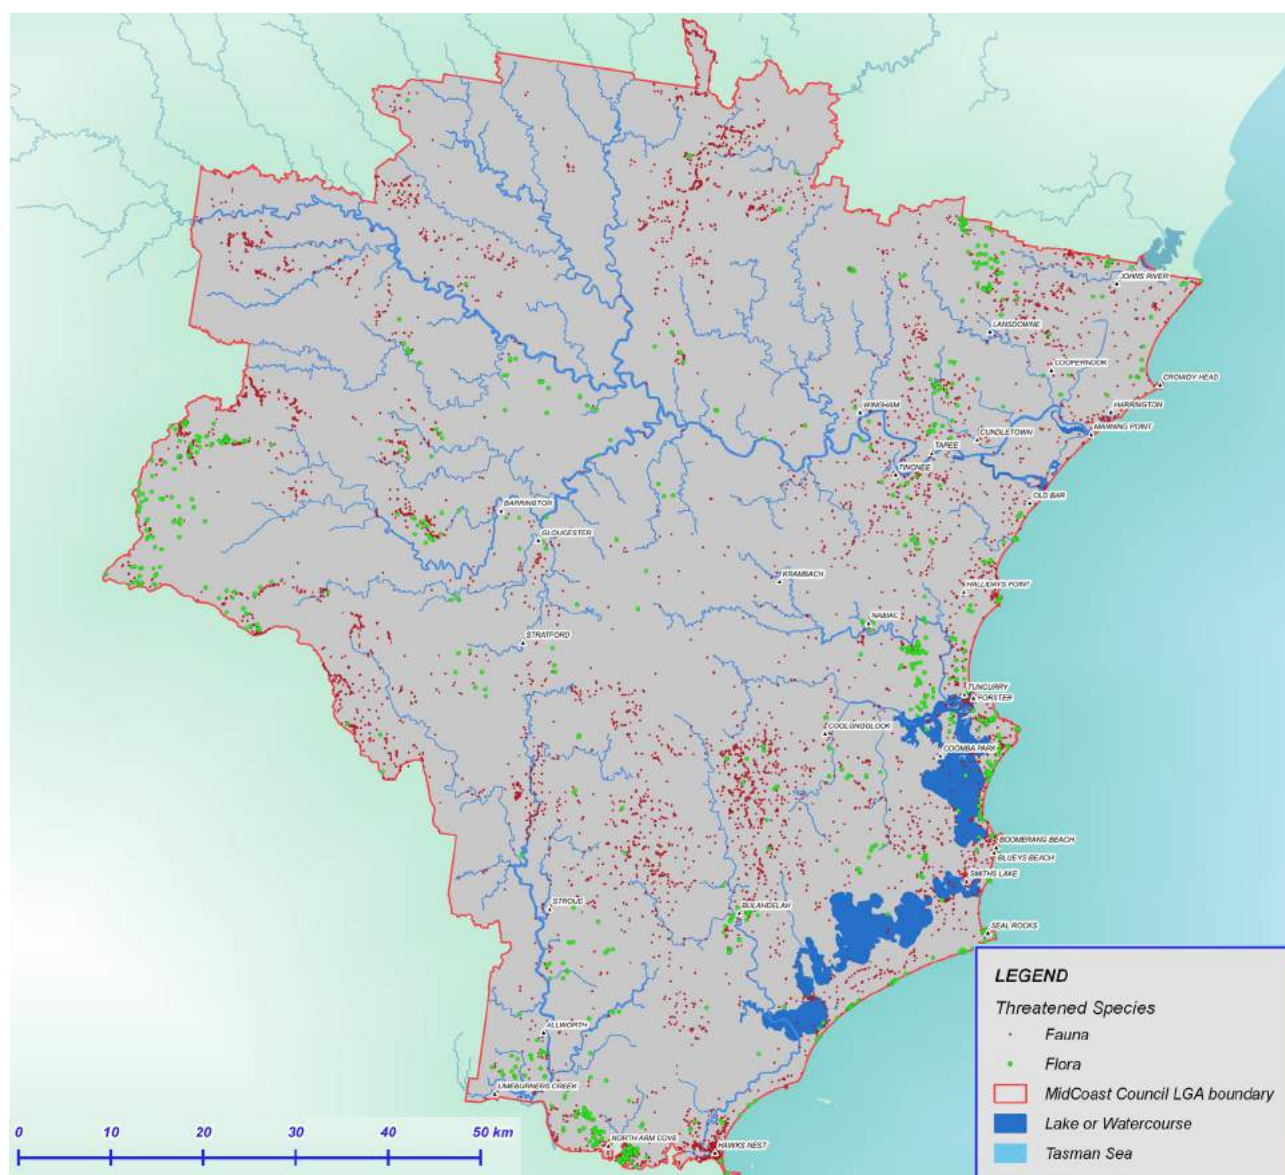 JOHNS RIVER
LANSDOWNE
COOPERNOOK
CROWDY HEAD
WINGHAM
HARRINGTON
MANNING POINT
CUNDLETOWN
TAREE
TINONEE
OLD BAR
BARRINGTON
GLOUCESTER
KRAMBACH
HALLIDAYS POINT
NABIAC
STRATFORD
TUNCURRY
FORSTER
COOLONGOLOOK
COOMBA PARK
BOOMERANG BEACH
BLUEYS BEACH
SMITHS LAKE
STROUD
BULAHDELAH
SEAL ROCKS
ALLWORTH
LIMEBURNERS CREEK
NORTH ARM COVE
HAWKS NEST
LEGEND
Threatened Species
Fauna
Flora
MidCoast Council LGA boundary
Lake or Watercourse
Tasman Sea
0 10 20 30 40 50 km